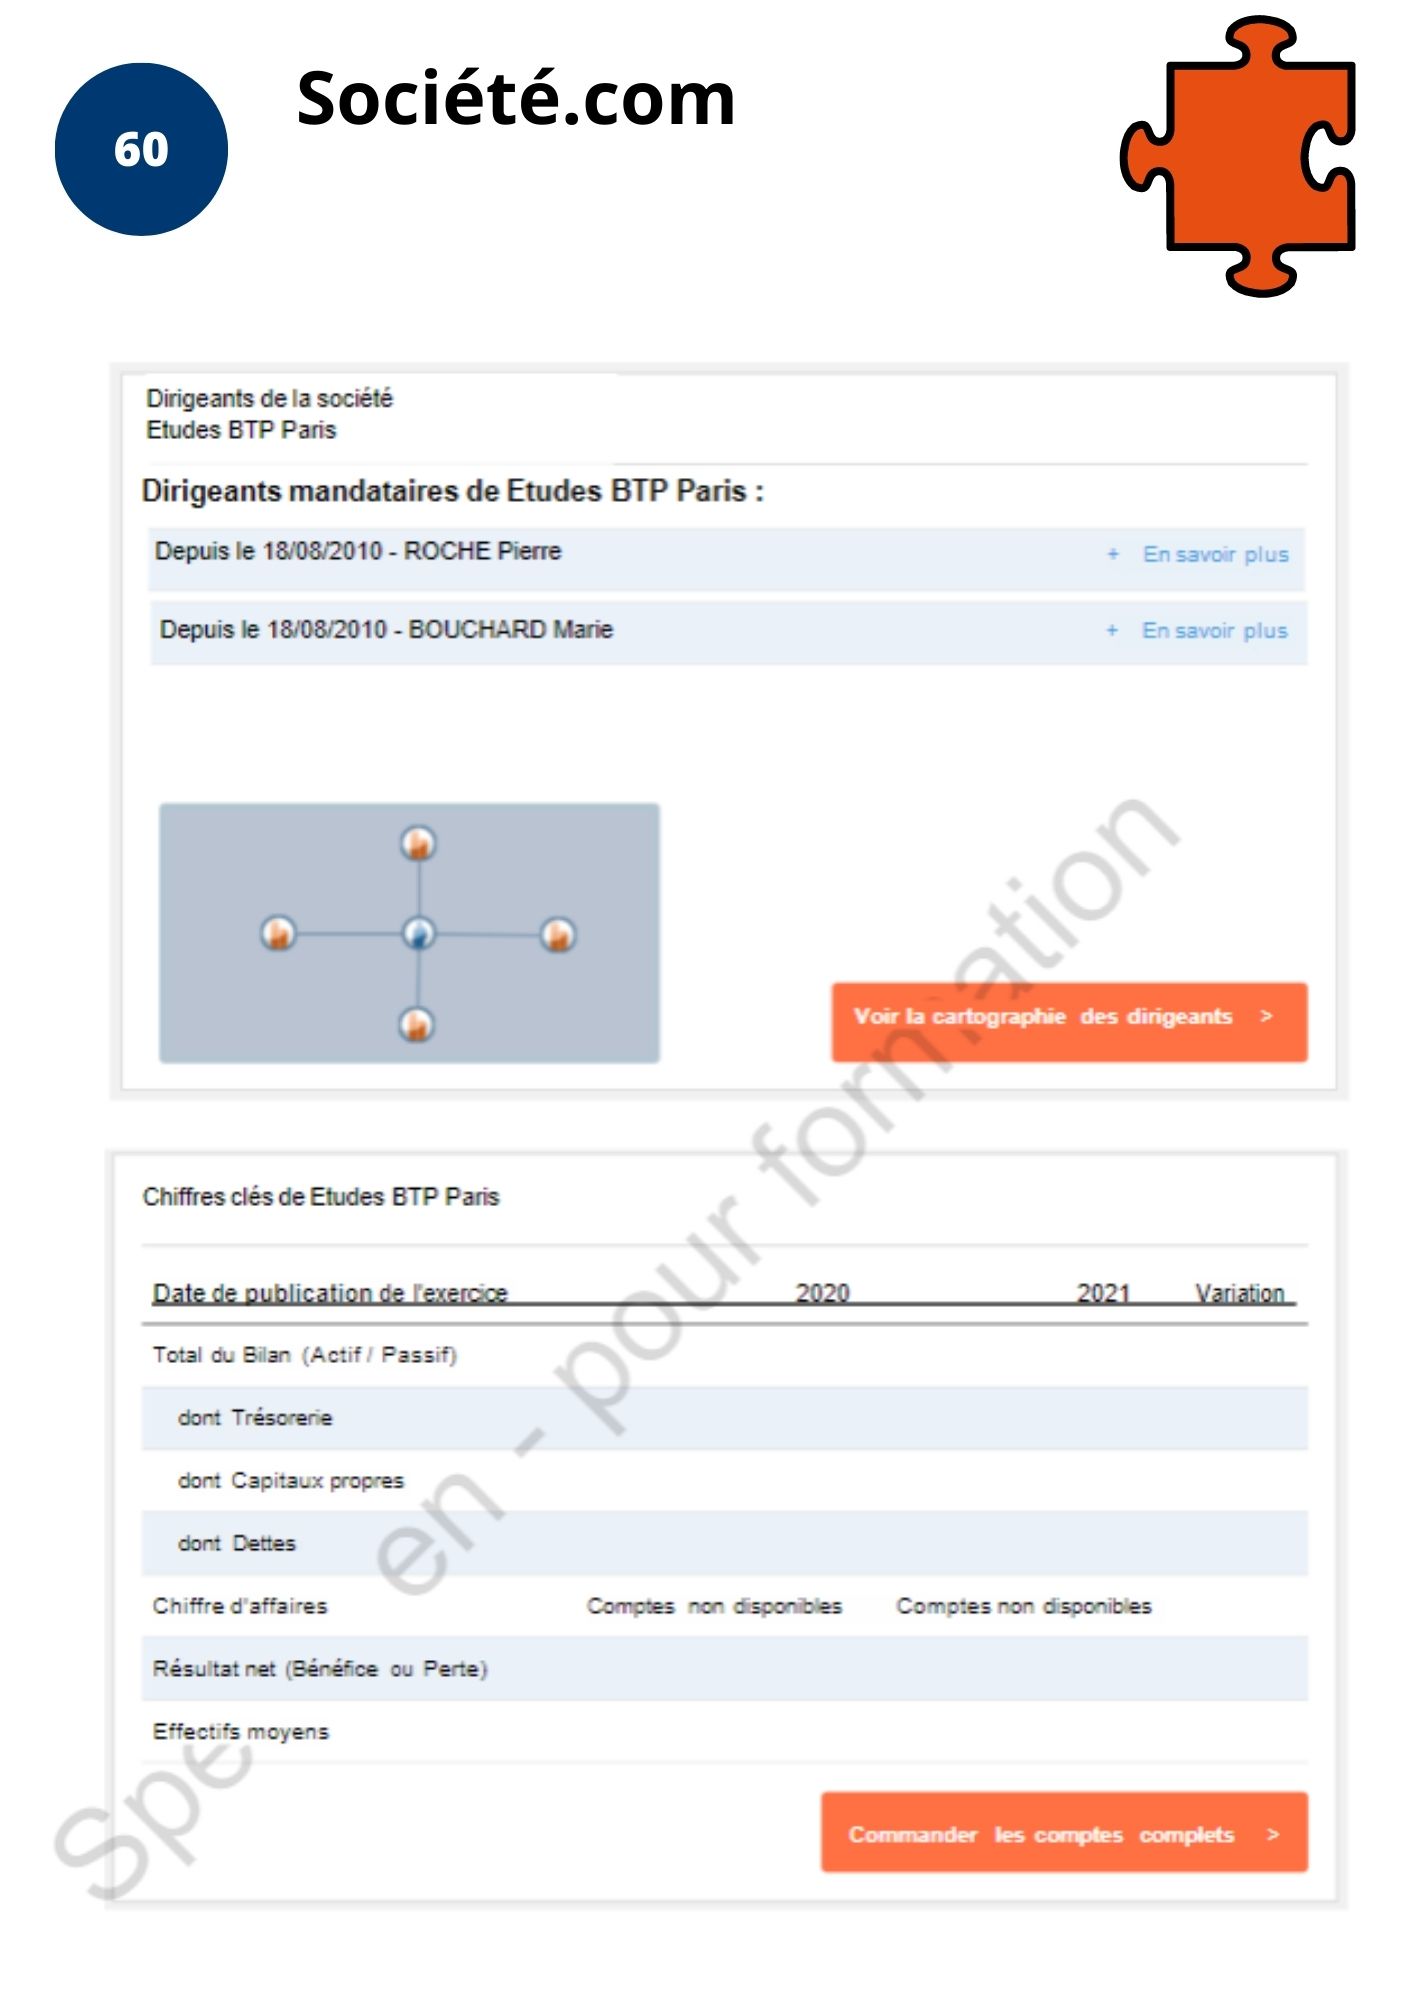 60
Société.com
Dirigeants de la société
Etudes BTP Paris
Dirigeants mandataires de Etudes BTP Paris :
Depuis le 18/08/2010 - ROCHE Pierre + En savoir plus
Depuis le 18/08/2010 - BOUCHARD Marie + En savoir plus
Voir la cartographie des dirigeants >
Chiffres clés de Etudes BTP Paris
Date de publication de l'exercice 2020 2021 Variation
Total du Bilan (Actif / Passif)
dont Trésorerie
dont Capitaux propres
dont Dettes
Chiffre d'affaires Comptes non disponibles Comptes non disponibles
Résultat net (Bénéfice ou Perte)
Effectifs moyens
Commander les comptes complets >
Spe en - pour formation